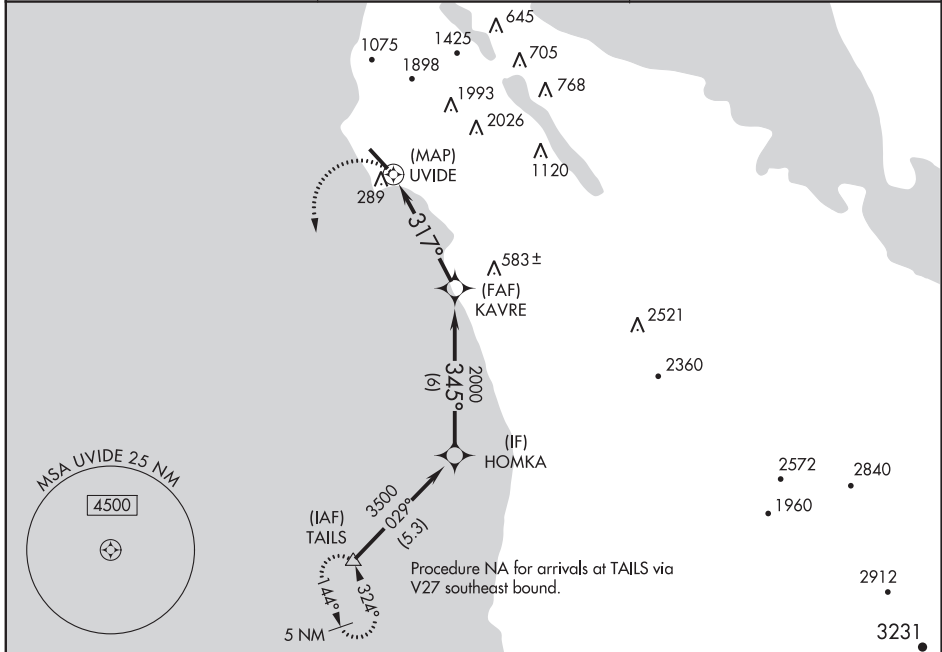 645
1425
1075
705
1898
768
1993
2026
(MAP)
UVIDE
1120
289
317°
583±
(FAF)
KAVRE
2521
2360
2000
345°
(6)
(IF)
HOMKA
MSA UVIDE 25 NM
4500
2572
2840
1960
3500
029°
(5.3)
(IAF)
TAILS
Procedure NA for arrivals at TAILS via
V27 southeast bound.
144°
324°
5 NM
2912
3231